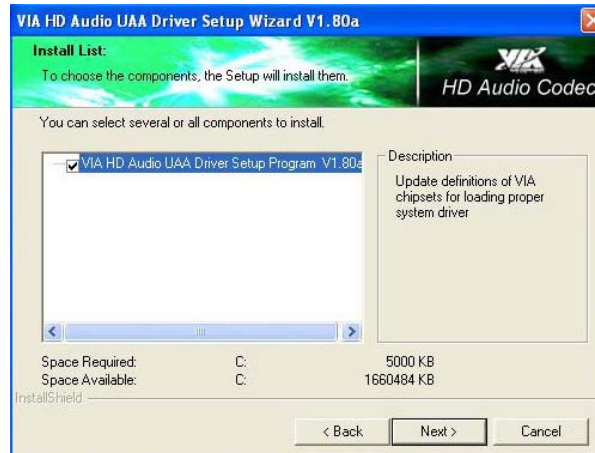 VIA HD Audio UAA Driver Setup Wizard V1.80a
Install List:
To choose the components, the Setup will install them.
VIA
HD Audio Codec
You can select several or all components to install.
VIA HD Audio UAA Driver Setup Program V1.80a
Description
Update definitions of VIA
chipsets for loading proper
system driver
Space Required: C: 5000 KB
Space Available: C: 1660484 KB
InstallShield
< Back Next > Cancel